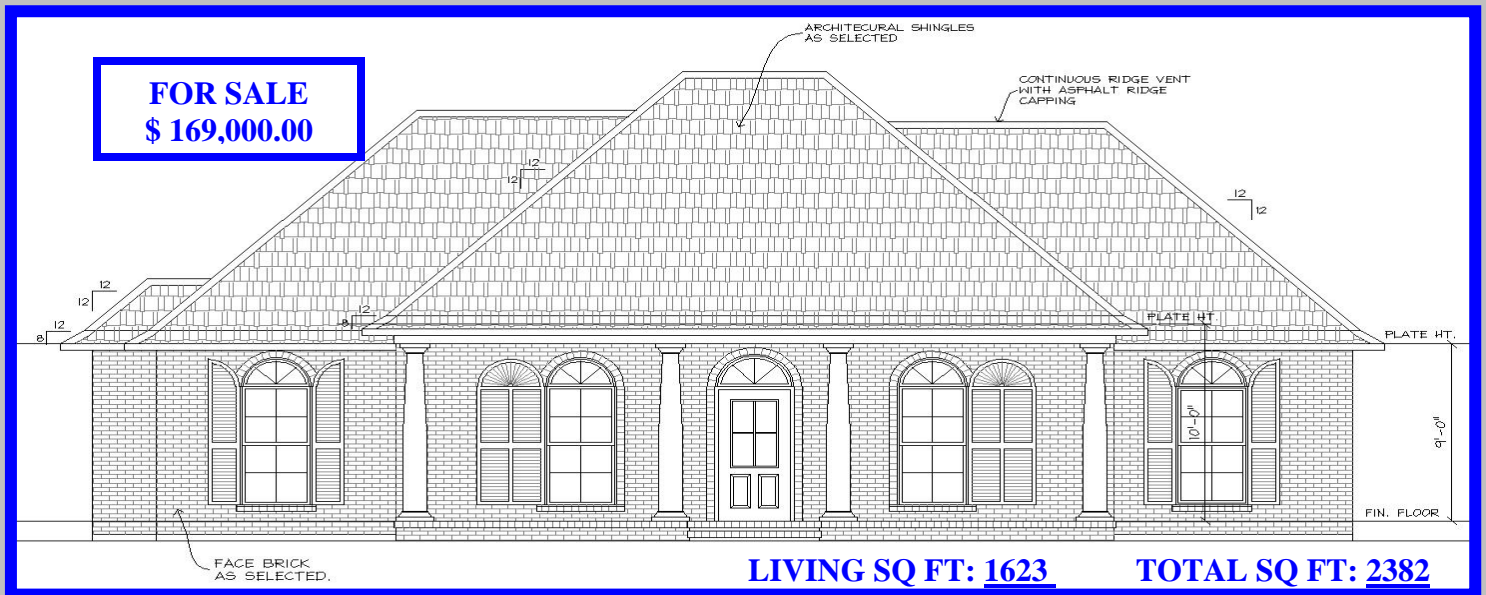 ARCHITECURAL SHINGLES
AS SELECTED
FOR SALE
$ 169,000.00
CONTINUOUS RIDGE VENT
WITH ASPHALT RIDGE
CAPPING
12
12
12
12
12
12
12
8
12
8
PLATE HT.
PLATE HT.
10'-0"
9'-0"
FIN. FLOOR
FACE BRICK
AS SELECTED.
LIVING SQ FT: 1623
TOTAL SQ FT: 2382